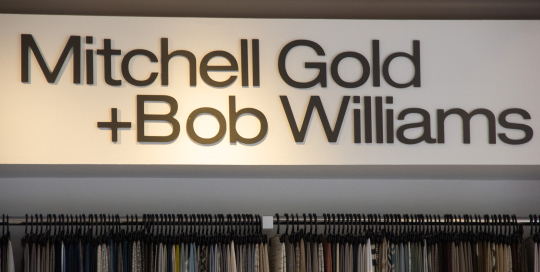 Mitchell Gold
+Bob Williams